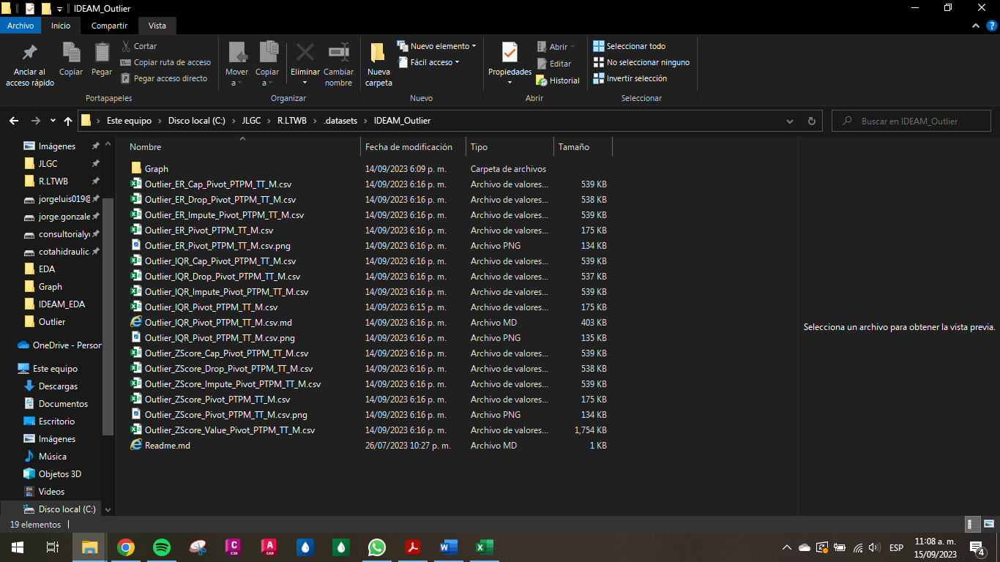 IDEAM_Outlier
Archivo Inicio Compartir Vista
Anclar al acceso rápido
Copiar
Pegar
Cortar
Copiar ruta de acceso
Pegar acceso directo
Portapapeles
Mover a
Copiar a
Eliminar
Cambiar nombre
Organizar
Nueva carpeta
Nuevo elemento
Fácil acceso
Nuevo
Propiedades
Abrir
Editar
Historial
Abrir
Seleccionar todo
No seleccionar ninguno
Invertir selección
Seleccionar
Este equipo > Disco local (C:) > JLGC > R.LTWB > .datasets > IDEAM_Outlier
Buscar en IDEAM_Outlier
Imágenes
JLGC
R.LTWB
jorgeluis019@
jorge.gonzale
consultorialy
cotahidraulic
EDA
Graph
IDEAM_EDA
Outlier
OneDrive - Person
Este equipo
Descargas
Documentos
Escritorio
Imágenes
Música
Objetos 3D
Videos
Disco local (C:)
Nombre Fecha de modificación Tipo Tamaño
Graph 14/09/2023 6:09 p. m. Carpeta de archivos
Outlier_ER_Cap_Pivot_PTPM_TT_M.csv 14/09/2023 6:16 p. m. Archivo de valores... 539 KB
Outlier_ER_Drop_Pivot_PTPM_TT_M.csv 14/09/2023 6:16 p. m. Archivo de valores... 538 KB
Outlier_ER_Impute_Pivot_PTPM_TT_M.csv 14/09/2023 6:16 p. m. Archivo de valores... 539 KB
Outlier_ER_Pivot_PTPM_TT_M.csv 14/09/2023 6:16 p. m. Archivo de valores... 175 KB
Outlier_ER_Pivot_PTPM_TT_M.csv.png 14/09/2023 6:16 p. m. Archivo PNG 134 KB
Outlier_IQR_Cap_Pivot_PTPM_TT_M.csv 14/09/2023 6:16 p. m. Archivo de valores... 539 KB
Outlier_IQR_Drop_Pivot_PTPM_TT_M.csv 14/09/2023 6:16 p. m. Archivo de valores... 537 KB
Outlier_IQR_Impute_Pivot_PTPM_TT_M.csv 14/09/2023 6:16 p. m. Archivo de valores... 539 KB
Outlier_IQR_Pivot_PTPM_TT_M.csv 14/09/2023 6:15 p. m. Archivo de valores... 175 KB
Outlier_IQR_Pivot_PTPM_TT_M.csv.md 14/09/2023 6:16 p. m. Archivo MD 403 KB
Outlier_IQR_Pivot_PTPM_TT_M.csv.png 14/09/2023 6:16 p. m. Archivo PNG 135 KB
Outlier_ZScore_Cap_Pivot_PTPM_TT_M.csv 14/09/2023 6:16 p. m. Archivo de valores... 539 KB
Outlier_ZScore_Drop_Pivot_PTPM_TT_M.csv 14/09/2023 6:16 p. m. Archivo de valores... 538 KB
Outlier_ZScore_Impute_Pivot_PTPM_TT_M.csv 14/09/2023 6:16 p. m. Archivo de valores... 539 KB
Outlier_ZScore_Pivot_PTPM_TT_M.csv 14/09/2023 6:16 p. m. Archivo de valores... 175 KB
Outlier_ZScore_Pivot_PTPM_TT_M.csv.png 14/09/2023 6:16 p. m. Archivo PNG 134 KB
Outlier_ZScore_Value_Pivot_PTPM_TT_M.csv 14/09/2023 6:16 p. m. Archivo de valores... 1,754 KB
Readme.md 26/07/2023 10:27 p. m. Archivo MD 1 KB
Selecciona un archivo para obtener la vista previa.
19 elementos
ESP
11:08 a. m.
15/09/2023
4